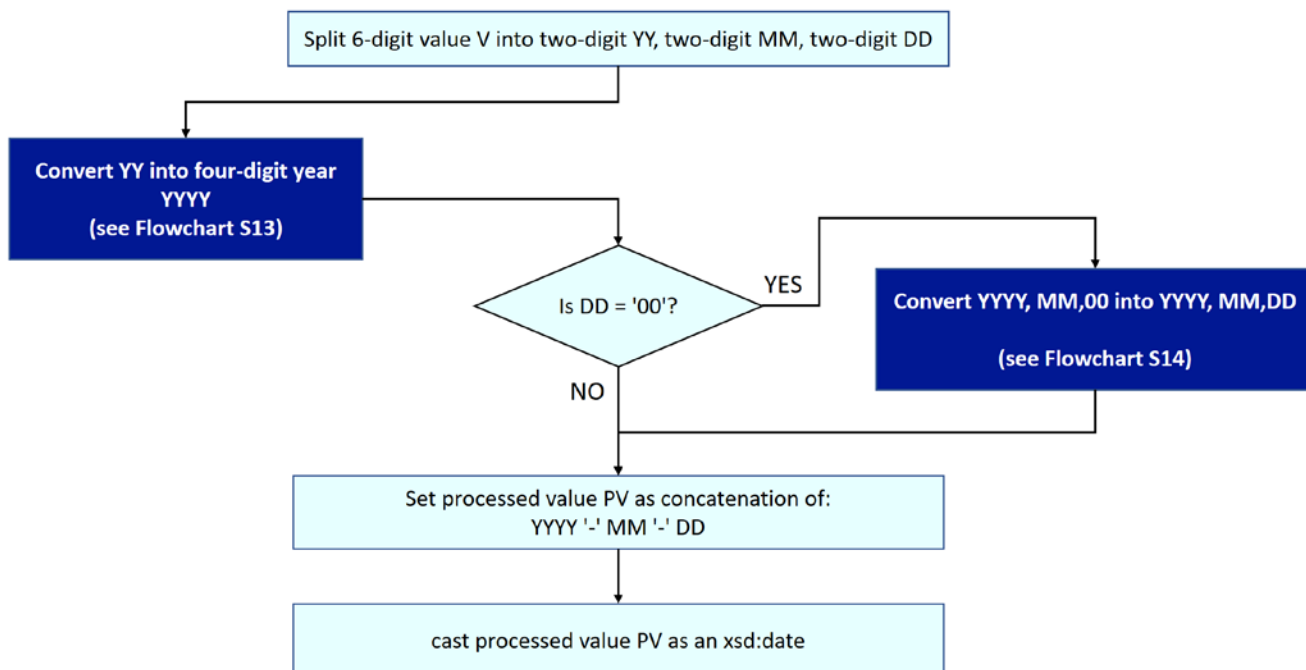 Split 6-digit value V into two-digit YY, two-digit MM, two-digit DD
Convert YY into four-digit year
YYYY
(see Flowchart S13)
Is DD = '00'?
YES
Convert YYYY, MM,00 into YYYY, MM,DD
(see Flowchart S14)
NO
Set processed value PV as concatenation of:
YYYY '-' MM '-' DD
cast processed value PV as an xsd:date